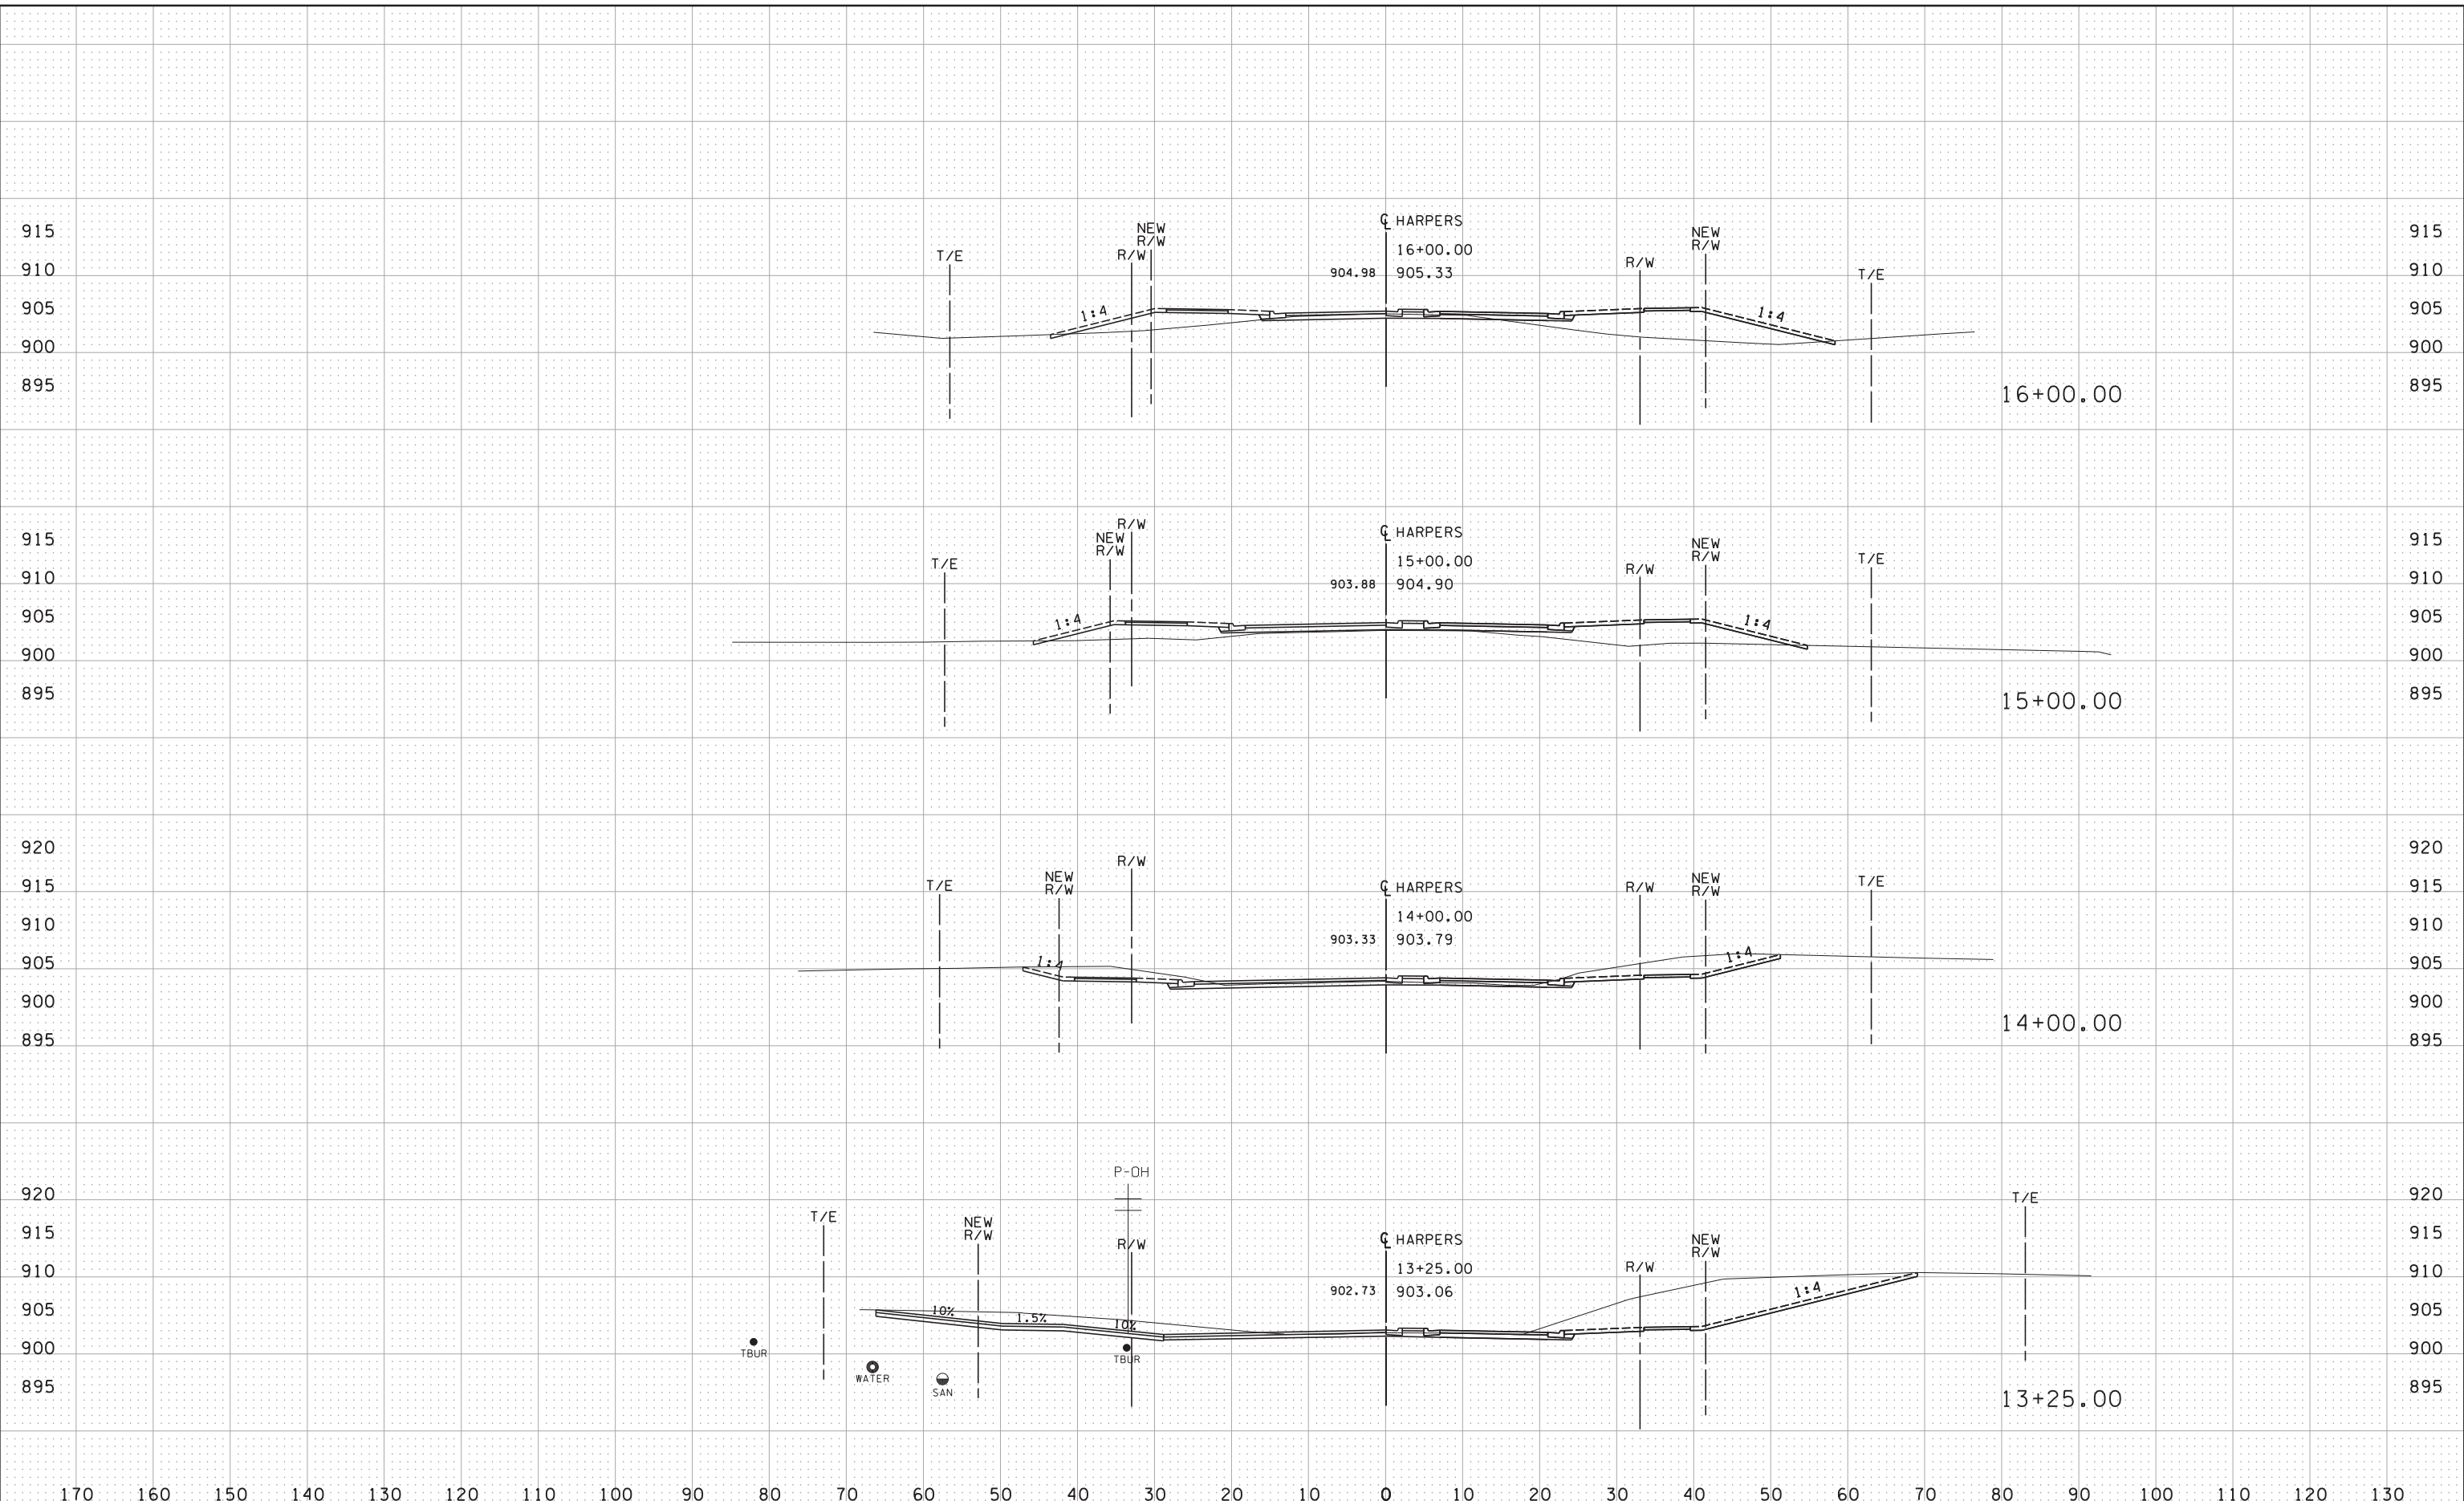 ℄ HARPERS
NEW
R/W
R/W
T/E
904.98
16+00.00
905.33
R/W
NEW
R/W
T/E
1:4
1:4
915 915
910 910
905 905
900 900
895 895
16+00.00
℄ HARPERS
R/W
NEW
R/W
T/E
903.88
15+00.00
904.90
R/W
NEW
R/W
T/E
1:4
1:4
915 915
910 910
905 905
900 900
895 895
15+00.00
℄ HARPERS
R/W
NEW
R/W
T/E
903.33
14+00.00
903.79
R/W
NEW
R/W
T/E
1:4
1:4
920 920
915 915
910 910
905 905
900 900
895 895
14+00.00
P-OH
℄ HARPERS
T/E
NEW
R/W
R/W
902.73
13+25.00
903.06
R/W
NEW
R/W
T/E
10%
1.5%
10%
1:4
TBUR
WATER
SAN
TBUR
920 920
915 915
910 910
905 905
900 900
895 895
13+25.00
170 160 150 140 130 120 110 100 90 80 70 60 50 40 30 20 10 0 10 20 30 40 50 60 70 80 90 100 110 120 130